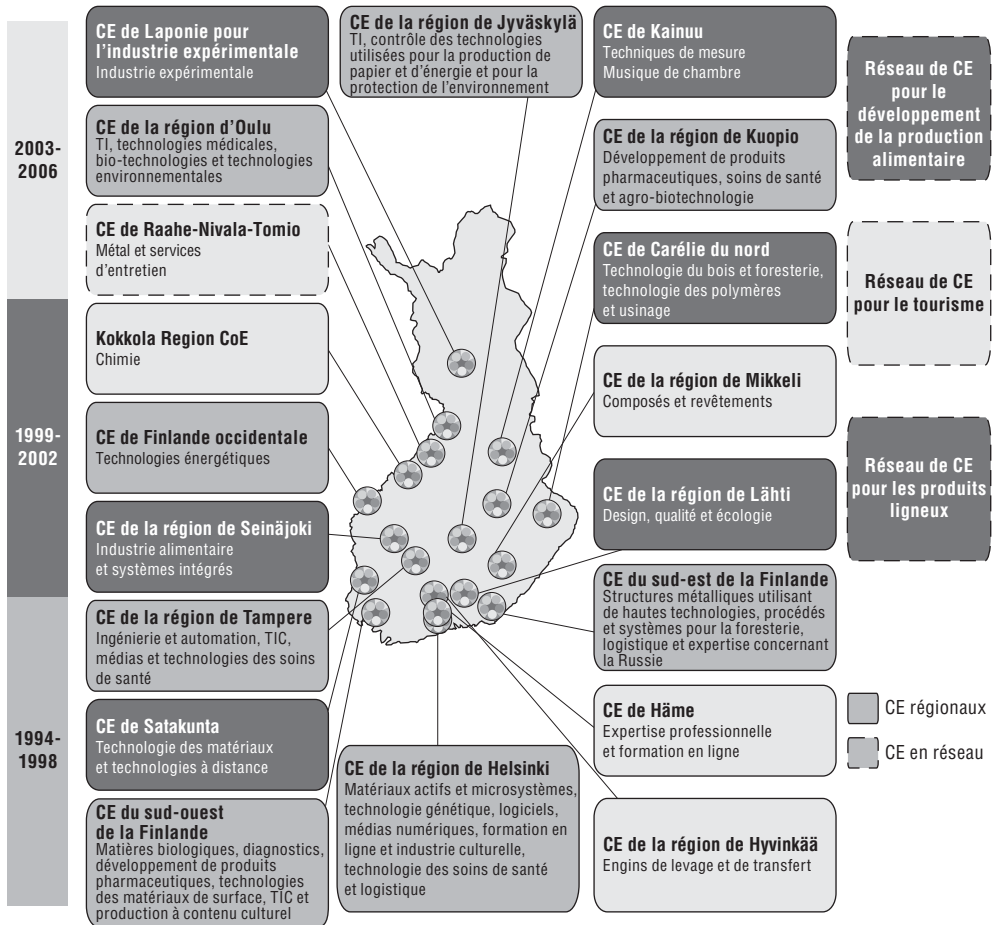 2003-
2006
1999-
2002
1994-
1998
CE de Laponie pour
l'industrie expérimentale
Industrie expérimentale
CE de la région d'Oulu
TI, technologies médicales,
bio-technologies et technologies
environnementales
CE de Raahe-Nivala-Tomio
Métal et services
d'entretien
Kokkola Region CoE
Chimie
CE de Finlande occidentale
Technologies énergétiques
CE de la région de Seinäjoki
Industrie alimentaire
et systèmes intégrés
CE de la région de Tampere
Ingénierie et automation, TIC,
médias et technologies des soins
de santé
CE de Satakunta
Technologie des matériaux
et technologies à distance
CE du sud-ouest
de la Finlande
Matières biologiques, diagnostics,
développement de produits
pharmaceutiques, technologies
des matériaux de surface, TIC et
production à contenu culturel
CE de la région de Jyväskylä
TI, contrôle des technologies
utilisées pour la production de
papier et d'énergie et pour la
protection de l'environnement
CE de la région de Helsinki
Matériaux actifs et microsystèmes,
technologie génétique, logiciels,
médias numériques, formation en
ligne et industrie culturelle,
technologie des soins de santé
et logistique
CE de Kainuu
Techniques de mesure
Musique de chambre
CE de la région de Kuopio
Développement de produits
pharmaceutiques, soins de santé
et agro-biotechnologie
CE de Carélie du nord
Technologie du bois et foresterie,
technologie des polymères
et usinage
CE de la région de Mikkeli
Composés et revêtements
CE de la région de Lähti
Design, qualité et écologie
CE du sud-est de la Finlande
Structures métalliques utilisant
de hautes technologies, procédés
et systèmes pour la foresterie,
logistique et expertise concernant
la Russie
CE de Häme
Expertise professionnelle
et formation en ligne
CE de la région de Hyvinkää
Engins de levage et de transfert
Réseau de CE
pour le
développement
de la production
alimentaire
Réseau de CE
pour le tourisme
Réseau de CE
pour les produits
ligneux
CE régionaux
CE en réseau